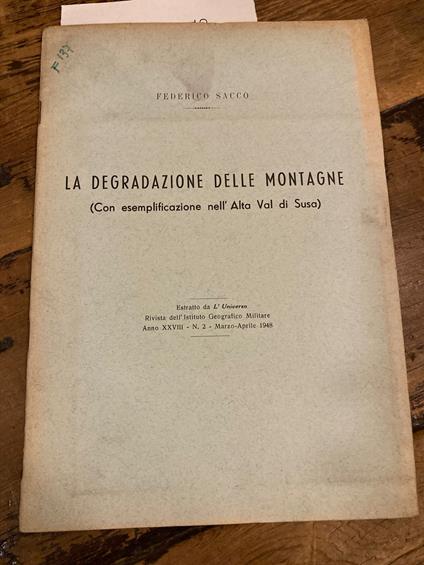 F 137
FEDERICO SACCO
LA DEGRADAZIONE DELLE MONTAGNE
(Con esemplificazione nell' Alta Val di Susa)
Estratto da L' Universo
Rivista dell' Istituto Geografico Militare
Anno XXVIII - N. 2 - Marzo-Aprile 1948